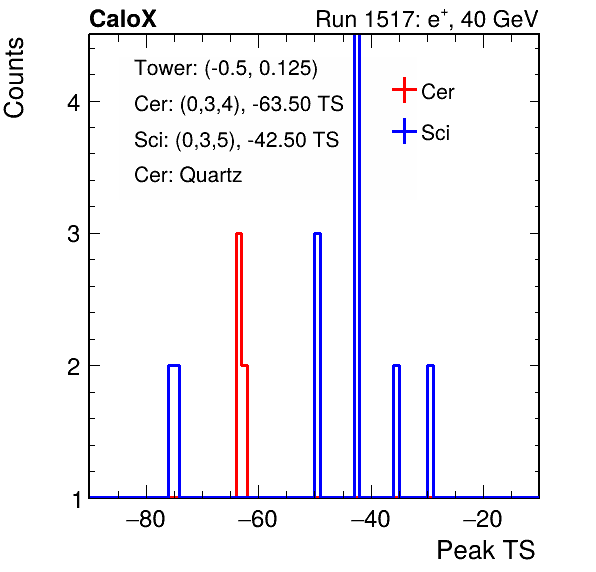 CaloX Run 1517: e⁺, 40 GeV
Counts
Tower: (-0.5, 0.125)
Cer: (0,3,4), -63.50 TS
Sci: (0,3,5), -42.50 TS
Cer: Quartz
Cer
Sci
4
3
2
1
−80 −60 −40 −20
Peak TS